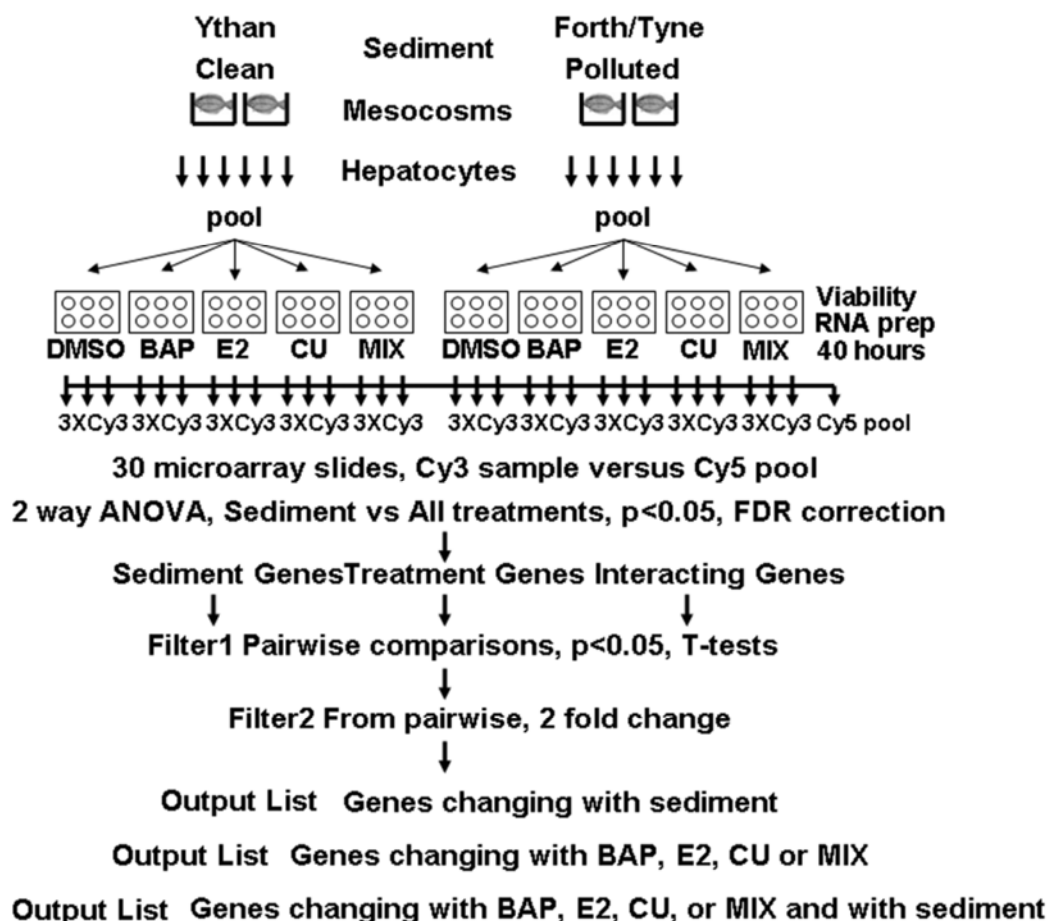 Ythan
Clean
Sediment
Forth/Tyne
Polluted
Mesocosms
Hepatocytes
pool
pool
DMSO BAP E2 CU MIX DMSO BAP E2 CU MIX
Viability
RNA prep
40 hours
3XCy3 3XCy3 3XCy3 3XCy3 3XCy3 3XCy3 3XCy3 3XCy3 3XCy3 3XCy3 Cy5 pool
30 microarray slides, Cy3 sample versus Cy5 pool
2 way ANOVA, Sediment vs All treatments, p<0.05, FDR correction
Sediment GenesTreatment Genes Interacting Genes
Filter1 Pairwise comparisons, p<0.05, T-tests
Filter2 From pairwise, 2 fold change
Output List Genes changing with sediment
Output List Genes changing with BAP, E2, CU or MIX
Output List Genes changing with BAP, E2, CU, or MIX and with sediment